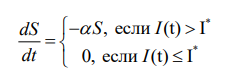 dS/dt = { −αS, если I(t) > I*
0, если I(t) ≤ I*